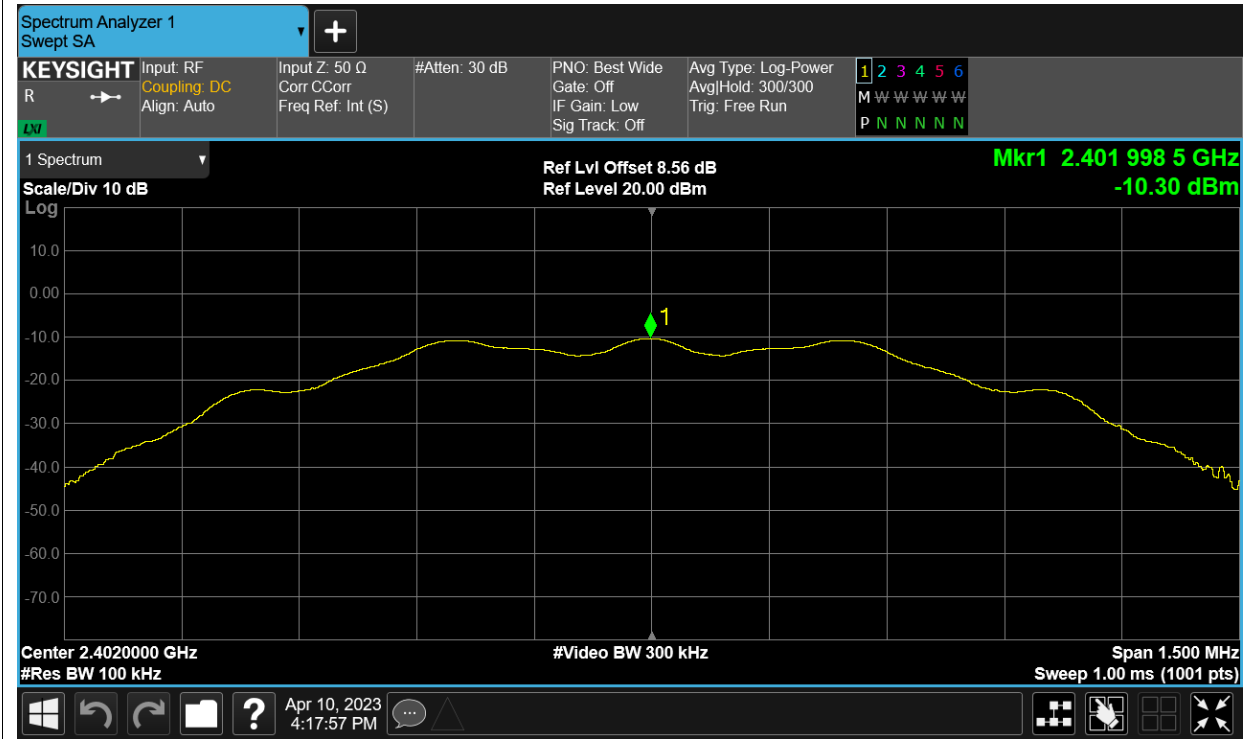 Spectrum Analyzer 1
Swept SA
+
KEYSIGHT
R
LXI
Input: RF
Coupling: DC
Align: Auto
Input Z: 50 Ω
Corr CCorr
Freq Ref: Int (S)
#Atten: 30 dB
PNO: Best Wide
Gate: Off
IF Gain: Low
Sig Track: Off
Avg Type: Log-Power
Avg|Hold: 300/300
Trig: Free Run
1 2 3 4 5 6
M W W W W W
P N N N N N
1 Spectrum
Scale/Div 10 dB
Log
Ref Lvl Offset 8.56 dB
Ref Level 20.00 dBm
Mkr1 2.401 998 5 GHz
-10.30 dBm
10.0
0.00
-10.0
-20.0
-30.0
-40.0
-50.0
-60.0
-70.0
1
Center 2.4020000 GHz
#Res BW 100 kHz
#Video BW 300 kHz
Span 1.500 MHz
Sweep 1.00 ms (1001 pts)
?
Apr 10, 2023
4:17:57 PM